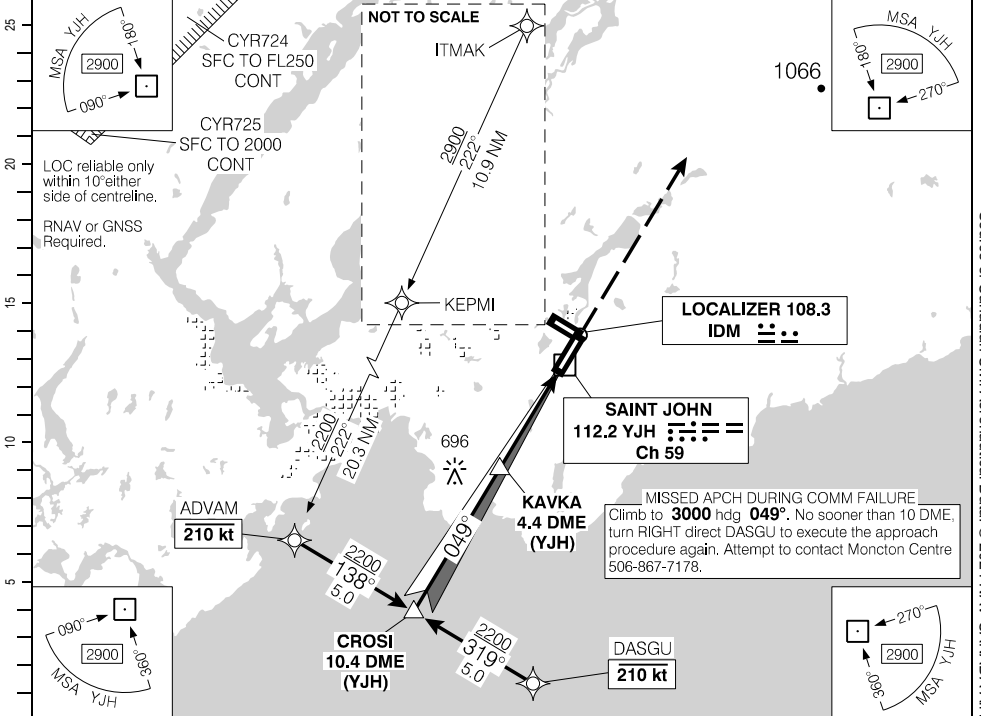 25
20
15
10
5
MSA YJH
180°
2900
090°
CYR724
SFC TO FL250
CONT
CYR725
SFC TO 2000
CONT
LOC reliable only
within 10°either
side of centreline.
RNAV or GNSS
Required.
NOT TO SCALE
ITMAK
2900
222°
10.9 NM
KEPMI
1066
MSA YJH
180°
2900
270°
LOCALIZER 108.3
IDM
SAINT JOHN
112.2 YJH
Ch 59
2200
222°
20.3 NM
696
ADVAM
210 kt
KAVKA
4.4 DME
(YJH)
049°
MISSED APCH DURING COMM FAILURE
Climb to 3000 hdg 049°. No sooner than 10 DME,
turn RIGHT direct DASGU to execute the approach
procedure again. Attempt to contact Moncton Centre
506-867-7178.
2200
138°
5.0
CROSI
10.4 DME
(YJH)
2200
319°
5.0
DASGU
210 kt
090°
2900
360°
MSA YJH
270°
2900
360°
MSA YJH